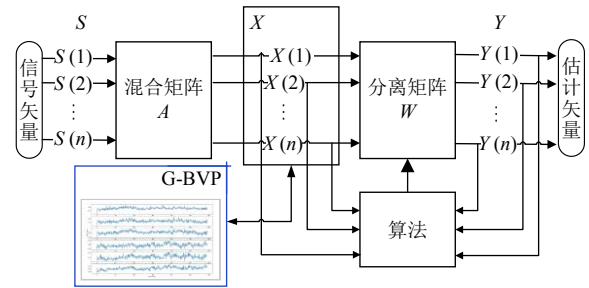 S X Y
信号矢量
S(1)
S(2)
⋮
S(n)
混合矩阵
A
X(1)
X(2)
⋮
X(n)
分离矩阵
W
Y(1)
Y(2)
⋮
Y(n)
估计矢量
G-BVP
算法